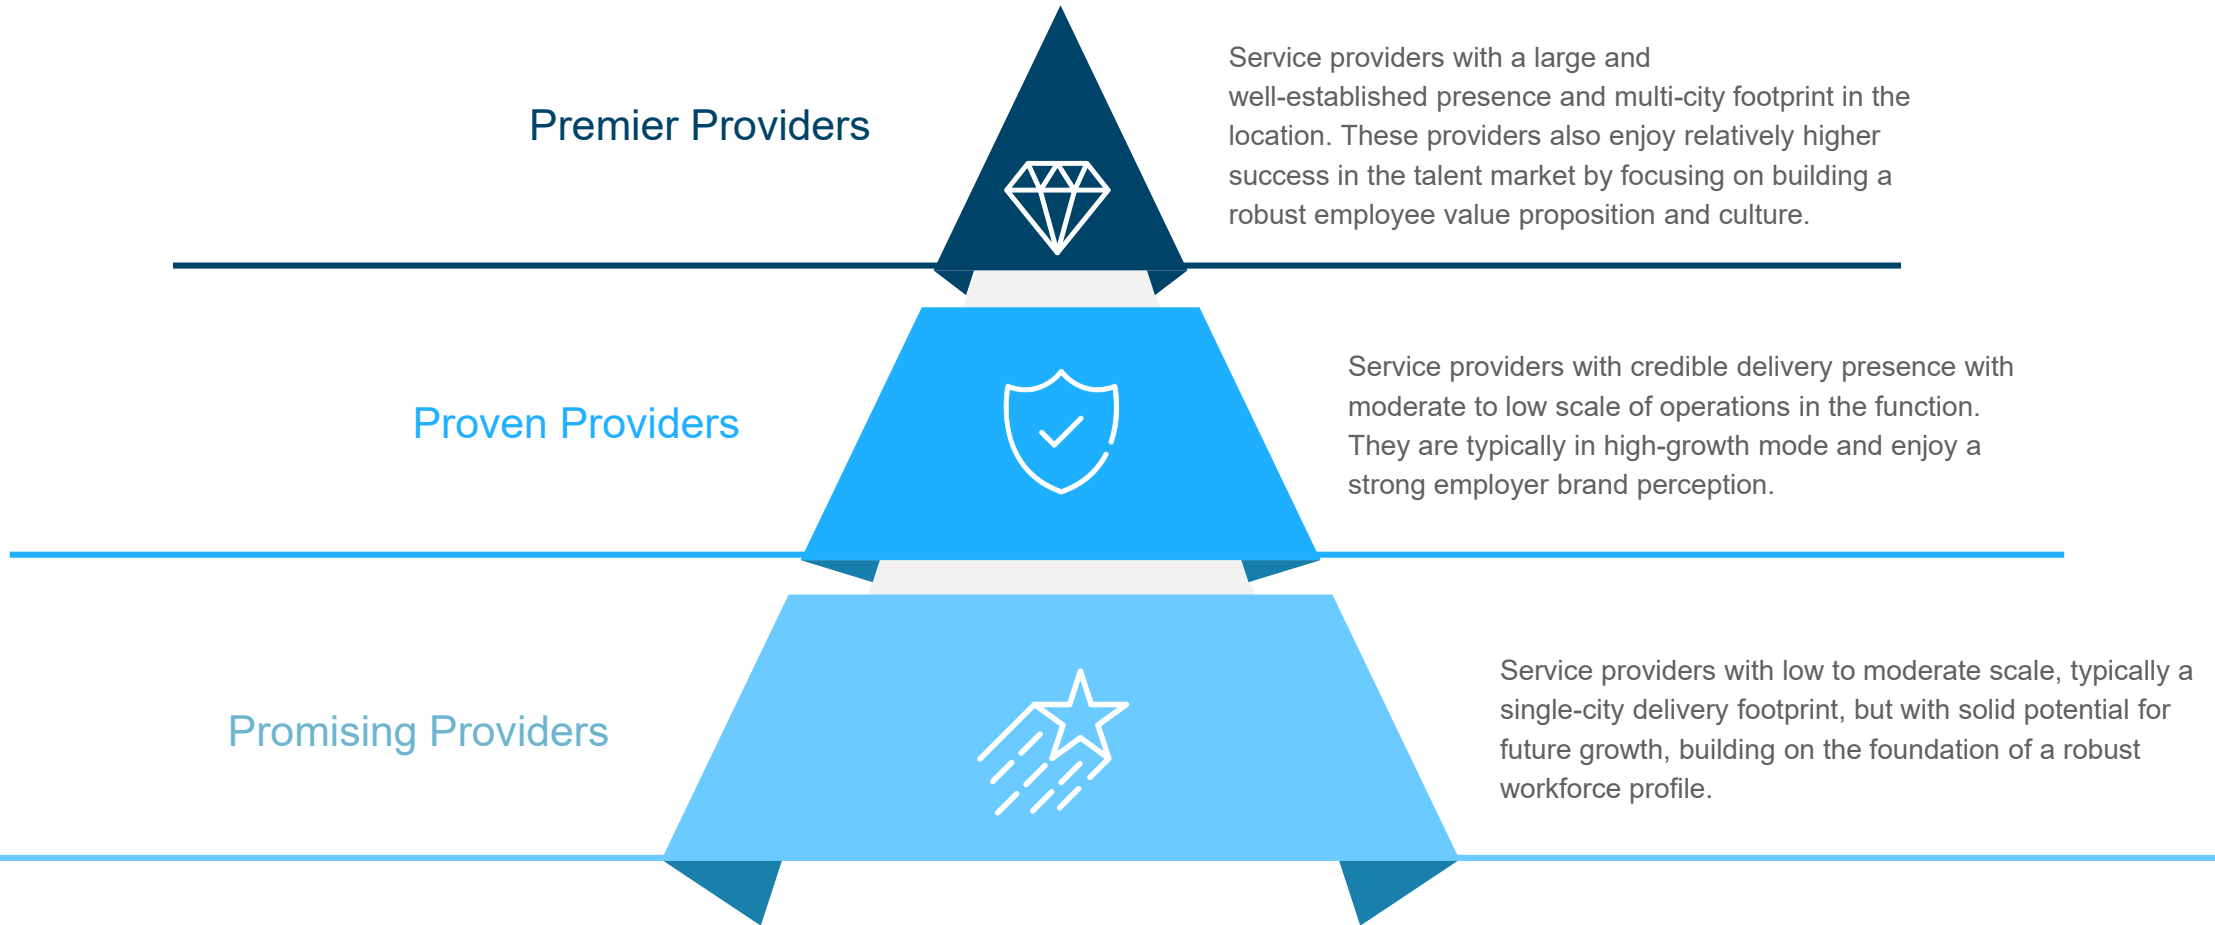 Premier Providers
Service providers with a large and
well-established presence and multi-city footprint in the
location. These providers also enjoy relatively higher
success in the talent market by focusing on building a
robust employee value proposition and culture.
Proven Providers
Service providers with credible delivery presence with
moderate to low scale of operations in the function.
They are typically in high-growth mode and enjoy a
strong employer brand perception.
Promising Providers
Service providers with low to moderate scale, typically a
single-city delivery footprint, but with solid potential for
future growth, building on the foundation of a robust
workforce profile.